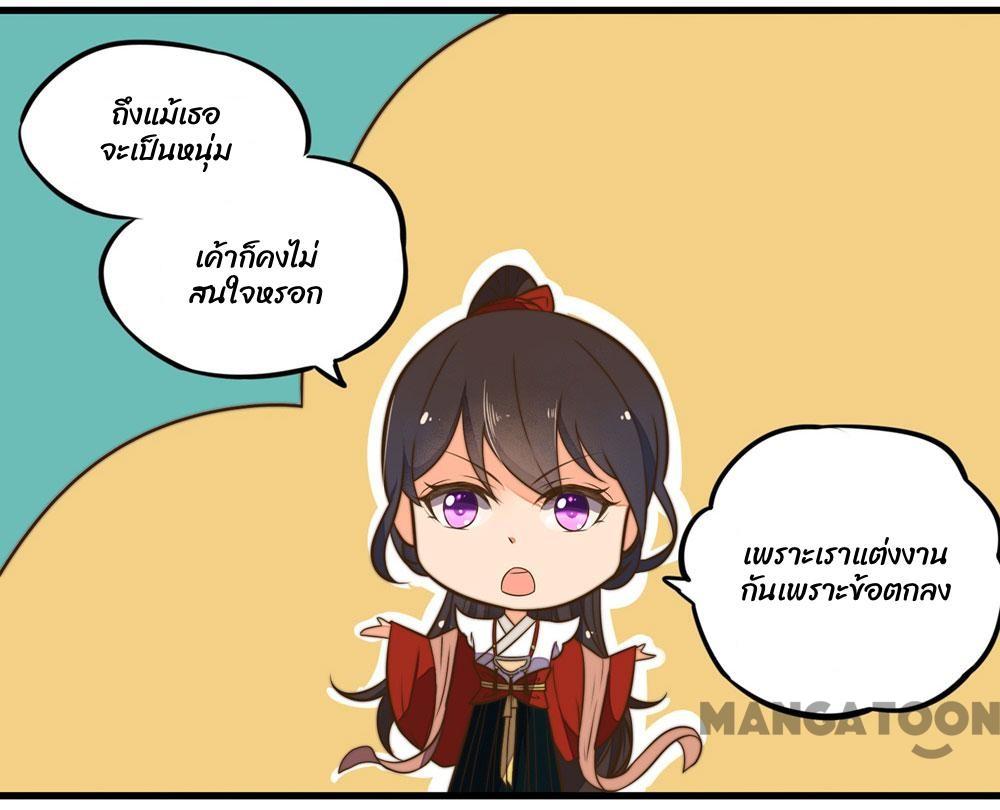 ถึงแม้เธอ
จะเป็นหนุ่ม
เค้าก็คงไม่
สนใจหรอก
เพราะเราแต่งงาน
กันเพราะข้อตกลง
MANGATOON